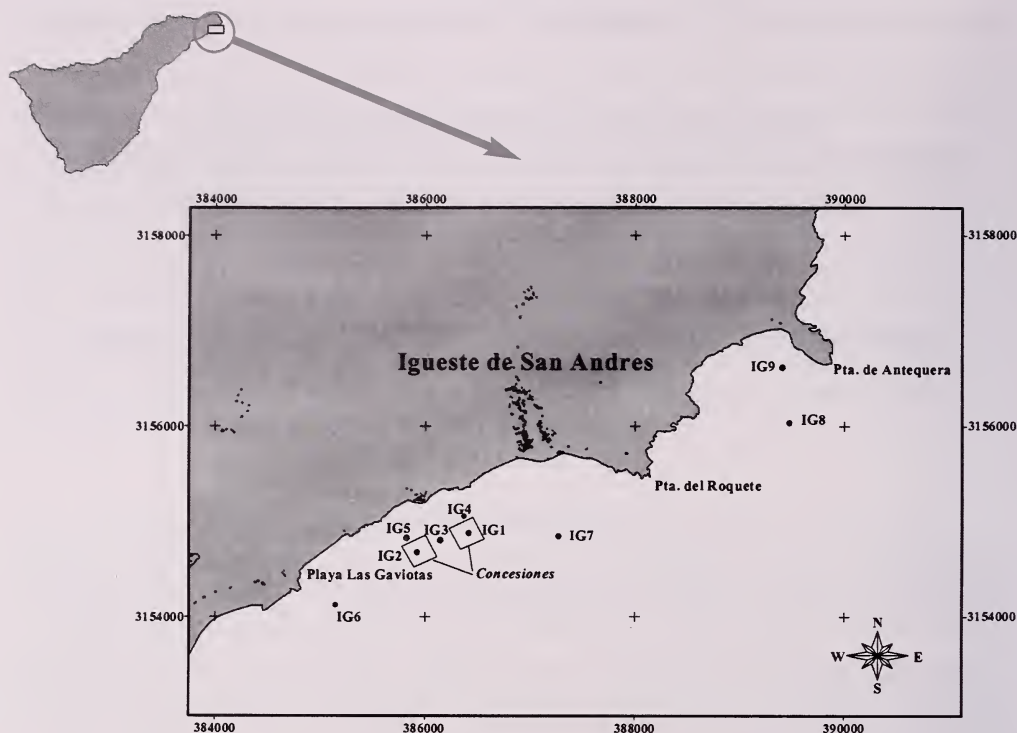 384000 386000 388000 390000
3158000 3158000
Igueste de San Andres
IG9
Pta. de Antequera
3156000 IG8 3156000
Pta. del Roquete
IG4
IG5 IG3 IG1 IG7
IG2
Playa Las Gaviotas Concesiones
3154000 IG6 3154000
N
W E
S
384000 386000 388000 390000